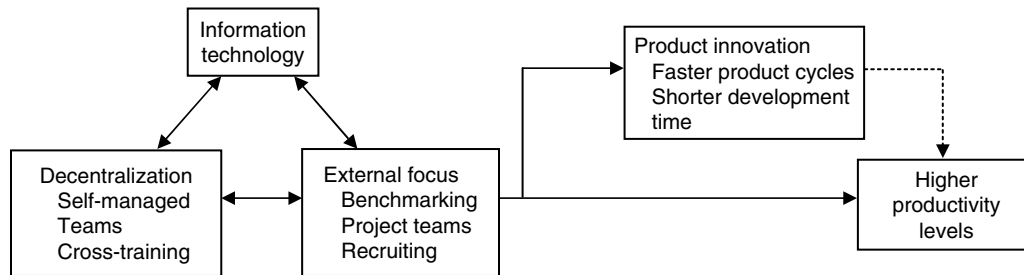 Information
technology
Product innovation
Faster product cycles
Shorter development
time
Decentralization
Self-managed
Teams
Cross-training
External focus
Benchmarking
Project teams
Recruiting
Higher
productivity
levels